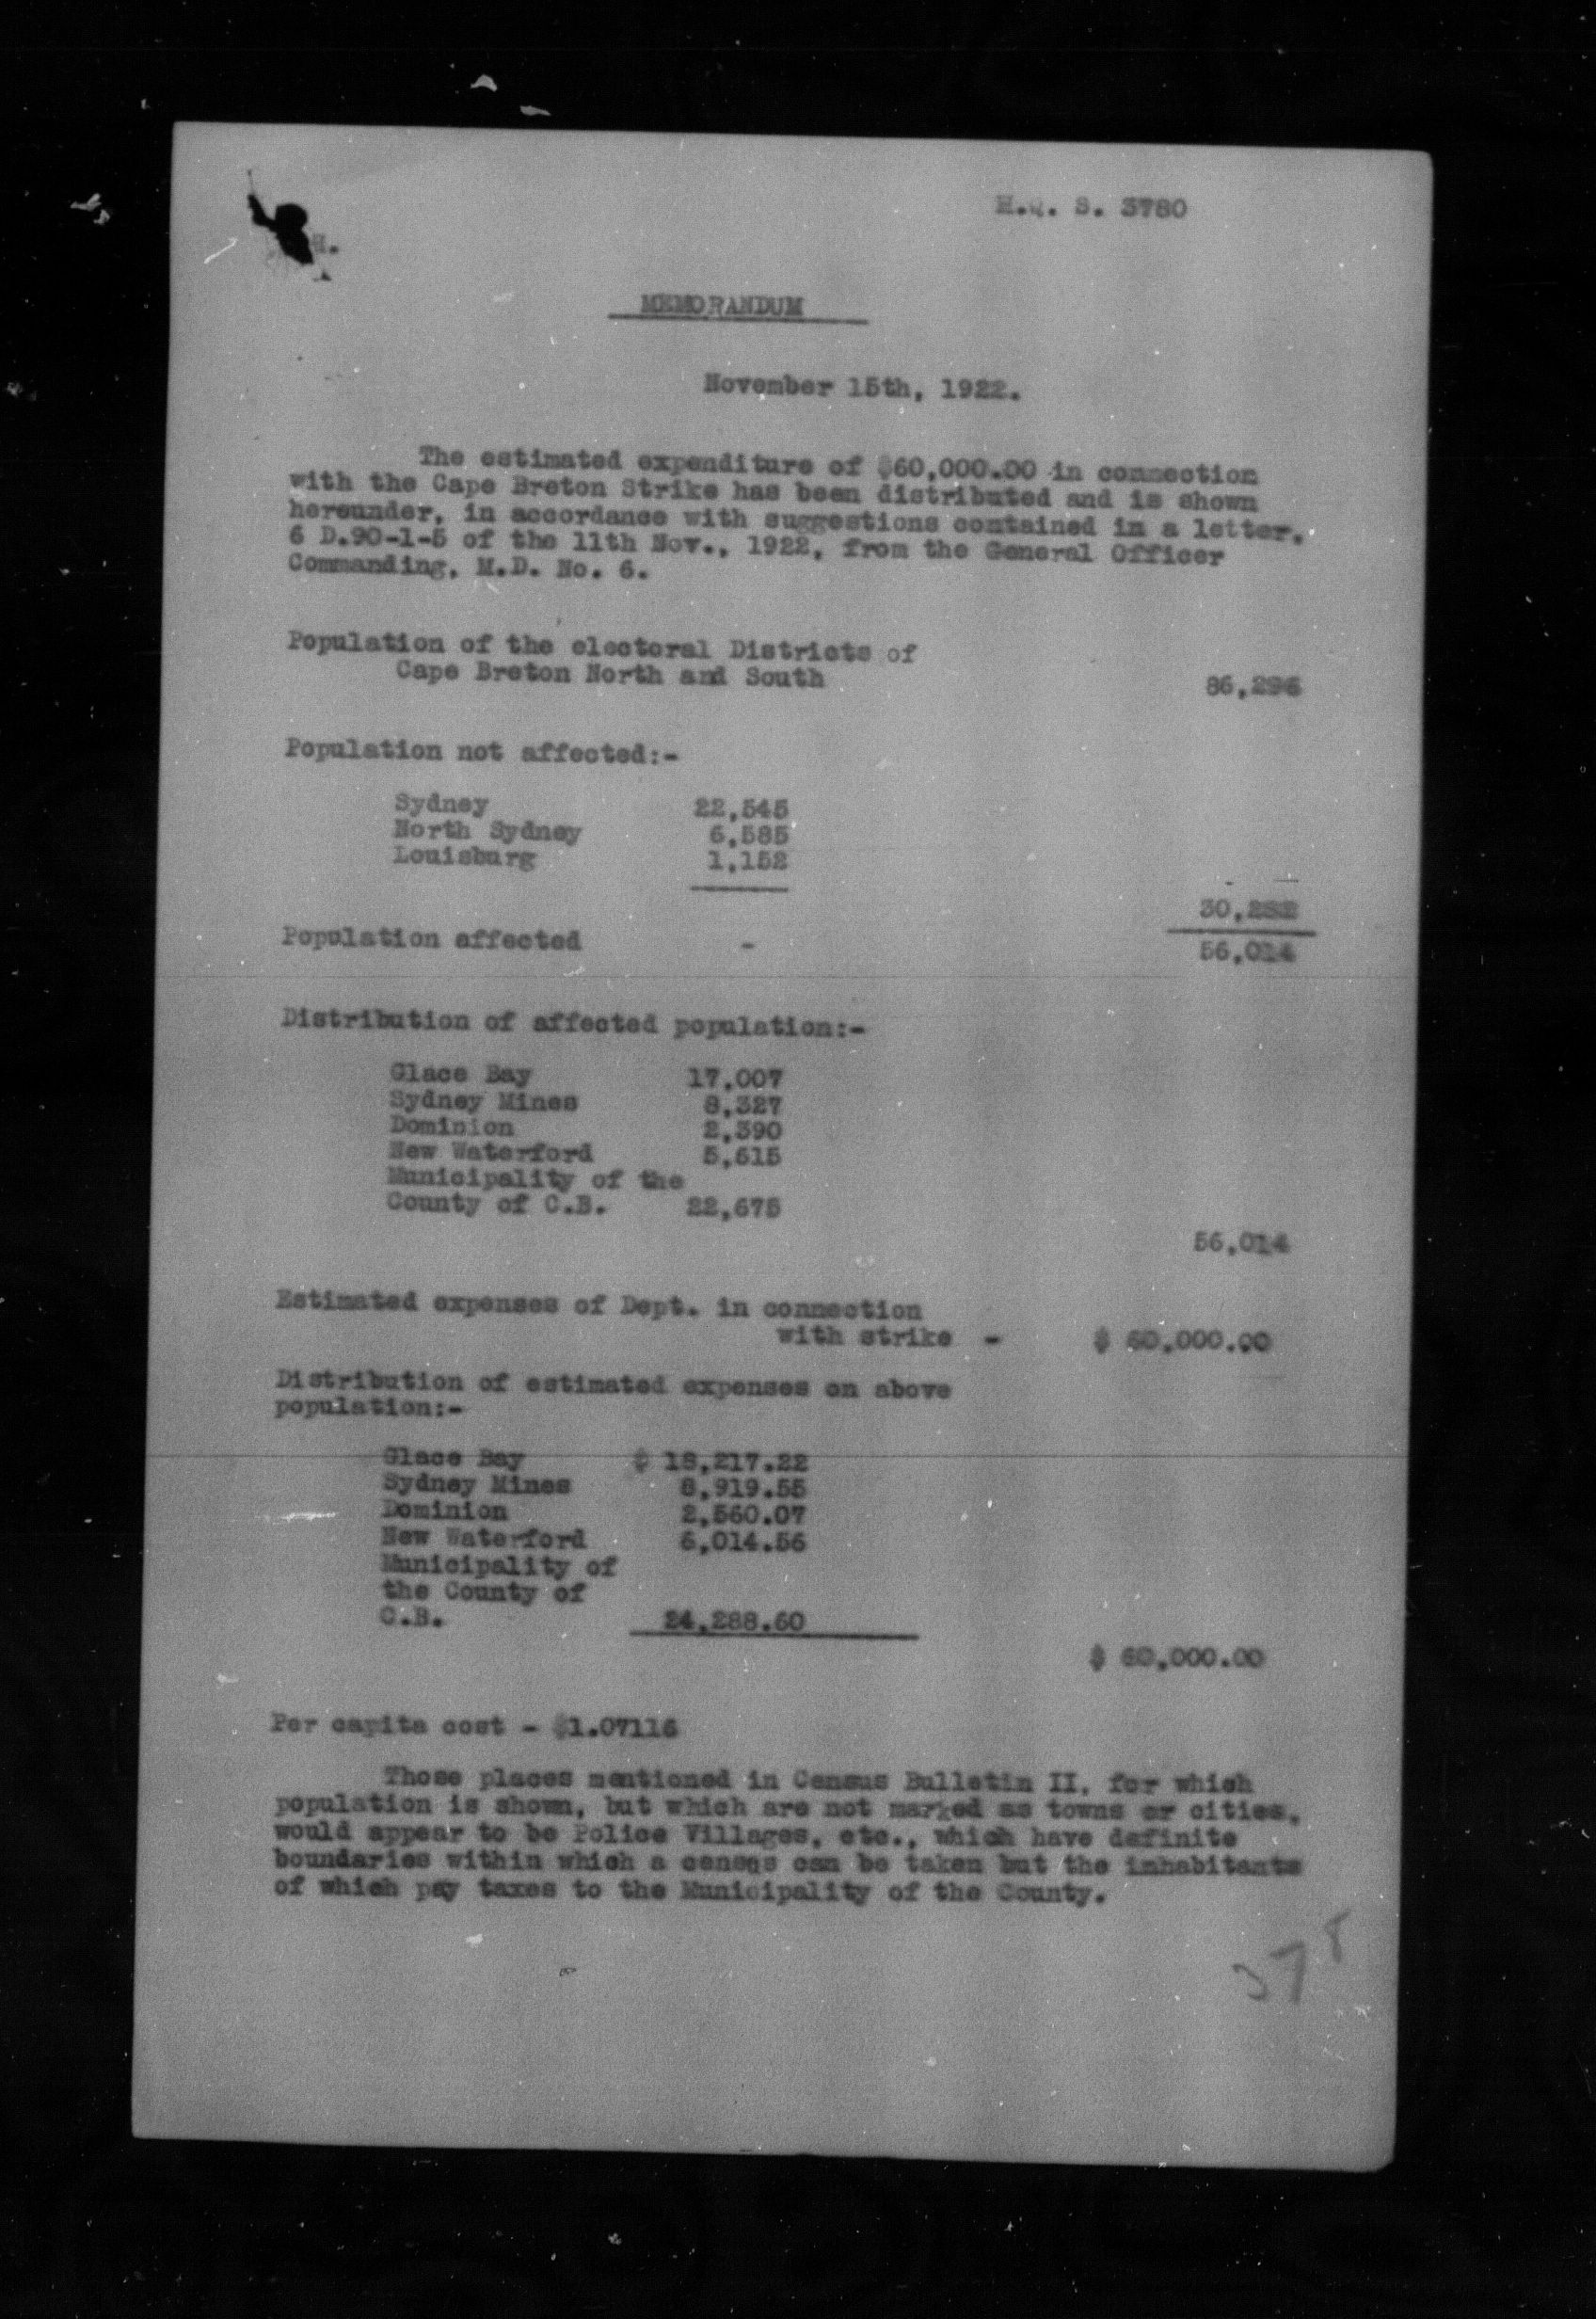 H.Q. S. 3780
H.
MEMORANDUM
November 15th, 1922.
The estimated expenditure of $60,000.00 in connection
with the Cape Breton Strike has been distributed and is shown
hereunder, in accordance with suggestions contained in a letter,
6 D.90-1-5 of the 11th Nov., 1922, from the General Officer
Commanding, M.D. No. 6.
Population of the electoral Districts of
Cape Breton North and South 86,296
Population not affected:-
Sydney 22,545
North Sydney 6,585
Louisburg 1,152
30,282
Population affected - 56,014
Distribution of affected population:-
Glace Bay 17,007
Sydney Mines 8,327
Dominion 2,390
New Waterford 5,615
Municipality of the
County of C.B. 22,675
56,014
Estimated expenses of Dept. in connection
with strike - $ 60,000.00
Distribution of estimated expenses on above
population:-
Glace Bay $ 18,217.22
Sydney Mines 8,919.55
Dominion 2,560.07
New Waterford 6,014.56
Municipality of
the County of
C.B. 24,288.60
$ 60,000.00
Per capita cost - $1.07116
Those places mentioned in Census Bulletin II, for which
population is shown, but which are not marked as towns or cities,
would appear to be Police Villages, etc., which have definite
boundaries within which a census can be taken but the inhabitants
of which pay taxes to the Municipality of the County.
378